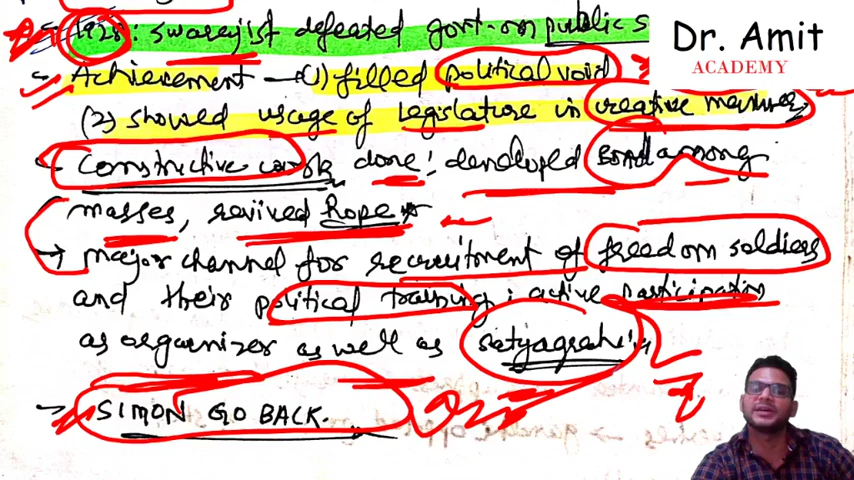 1928: swarajist defeated govt. on public s
Dr. Amit
ACADEMY
Achievement — (1) filled political void
(2) showed usage of legislature in creative manner
Constructive work done: developed bond among
masses, revived Hope
→ major channel for recruitment of freedom soldiers
and their political training; active participation
as organizer as well as satyagrahi
→ SIMON GO BACK.